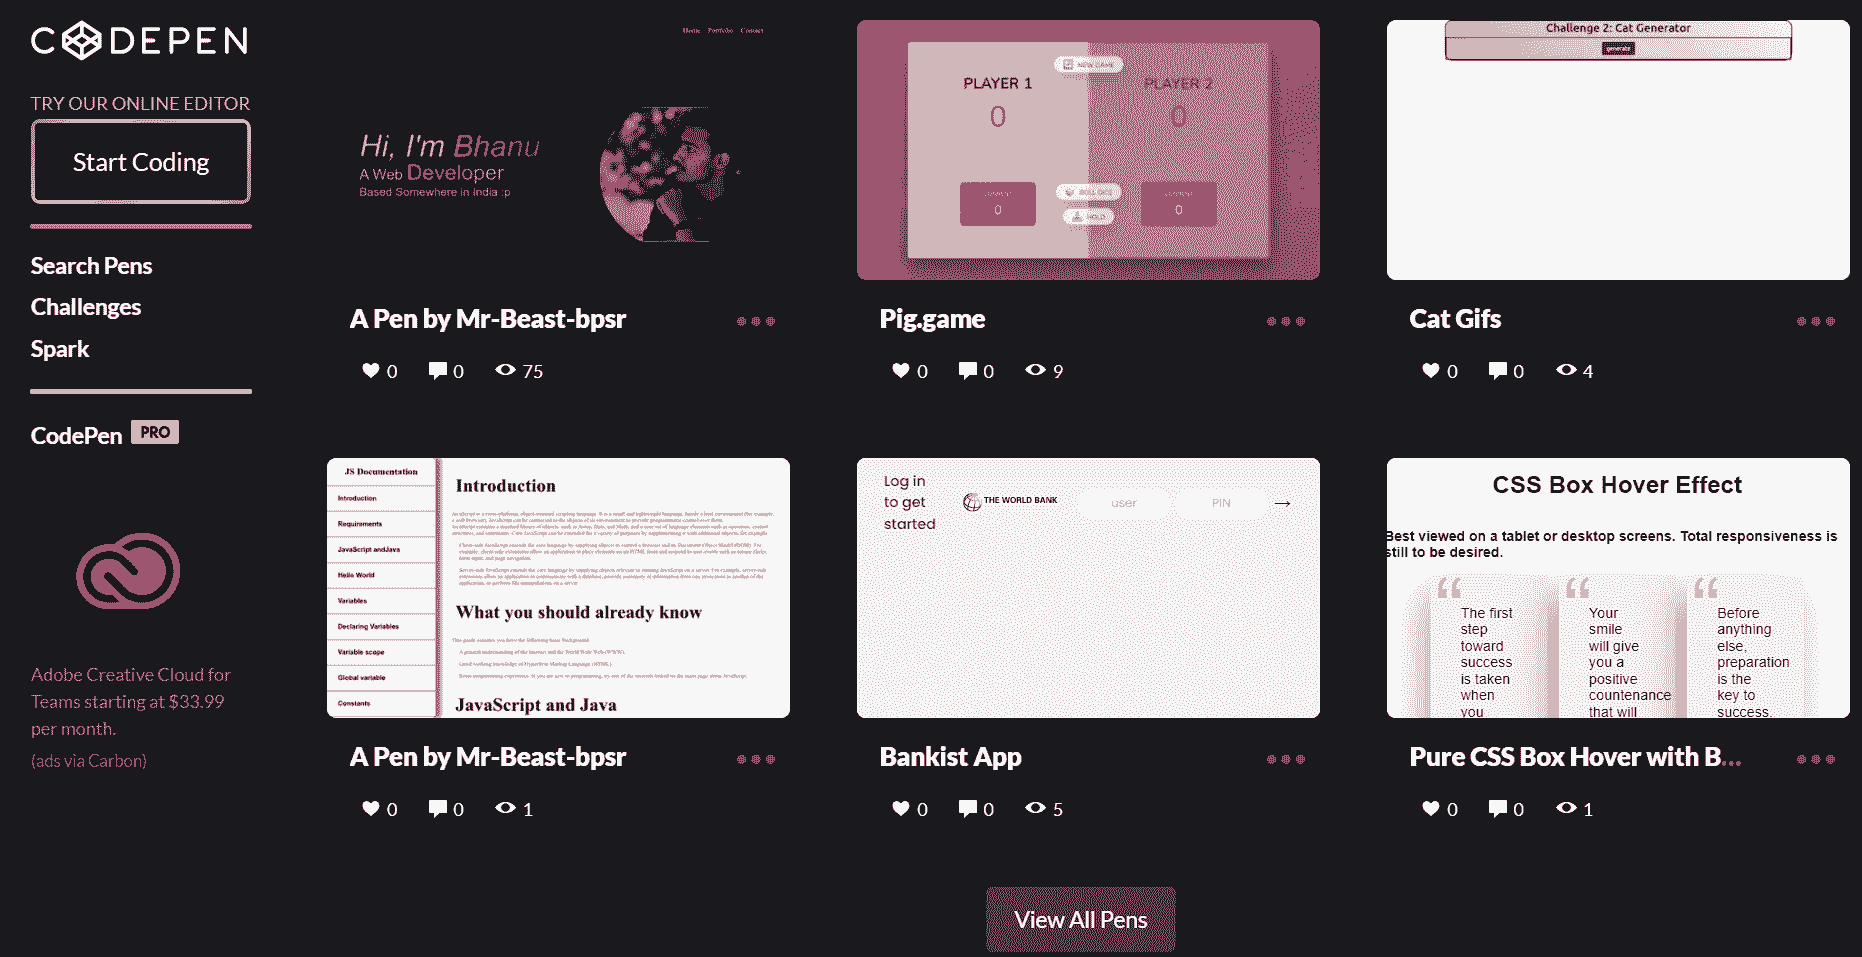 CODEPEN
TRY OUR ONLINE EDITOR
Start Coding
Search Pens
Challenges
Spark
CodePen PRO
Adobe Creative Cloud for
Teams starting at $33.99
per month.
(ads via Carbon)
Home Portfolio Contact
Hi, I'm Bhanu
A Web Developer
Based Somewhere in India :p
A Pen by Mr-Beast-bpsr
0 0 75
NEW GAME
PLAYER 1
0
PLAYER 2
0
CURRENT
0
ROLL DICE
HOLD
CURRENT
0
Pig.game
0 0 9
Challenge 2: Cat Generator
generate
Cat Gifs
0 0 4
JS Documentation
Introduction
Requirements
JavaScript andJava
Hello World
Variables
Declaring Variables
Variable scope
Global variable
Constants
Introduction
What you should already know
JavaScript and Java
A Pen by Mr-Beast-bpsr
0 0 1
Log in
to get
started
THE WORLD BANK
user
PIN
→
Bankist App
0 0 5
CSS Box Hover Effect
Best viewed on a tablet or desktop screens. Total responsiveness is
still to be desired.
“
The first
step
toward
success
is taken
when
you
“
Your
smile
will give
you a
positive
countenance
that will
“
Before
anything
else,
preparation
is the
key to
success.
Pure CSS Box Hover with B...
0 0 1
View All Pens